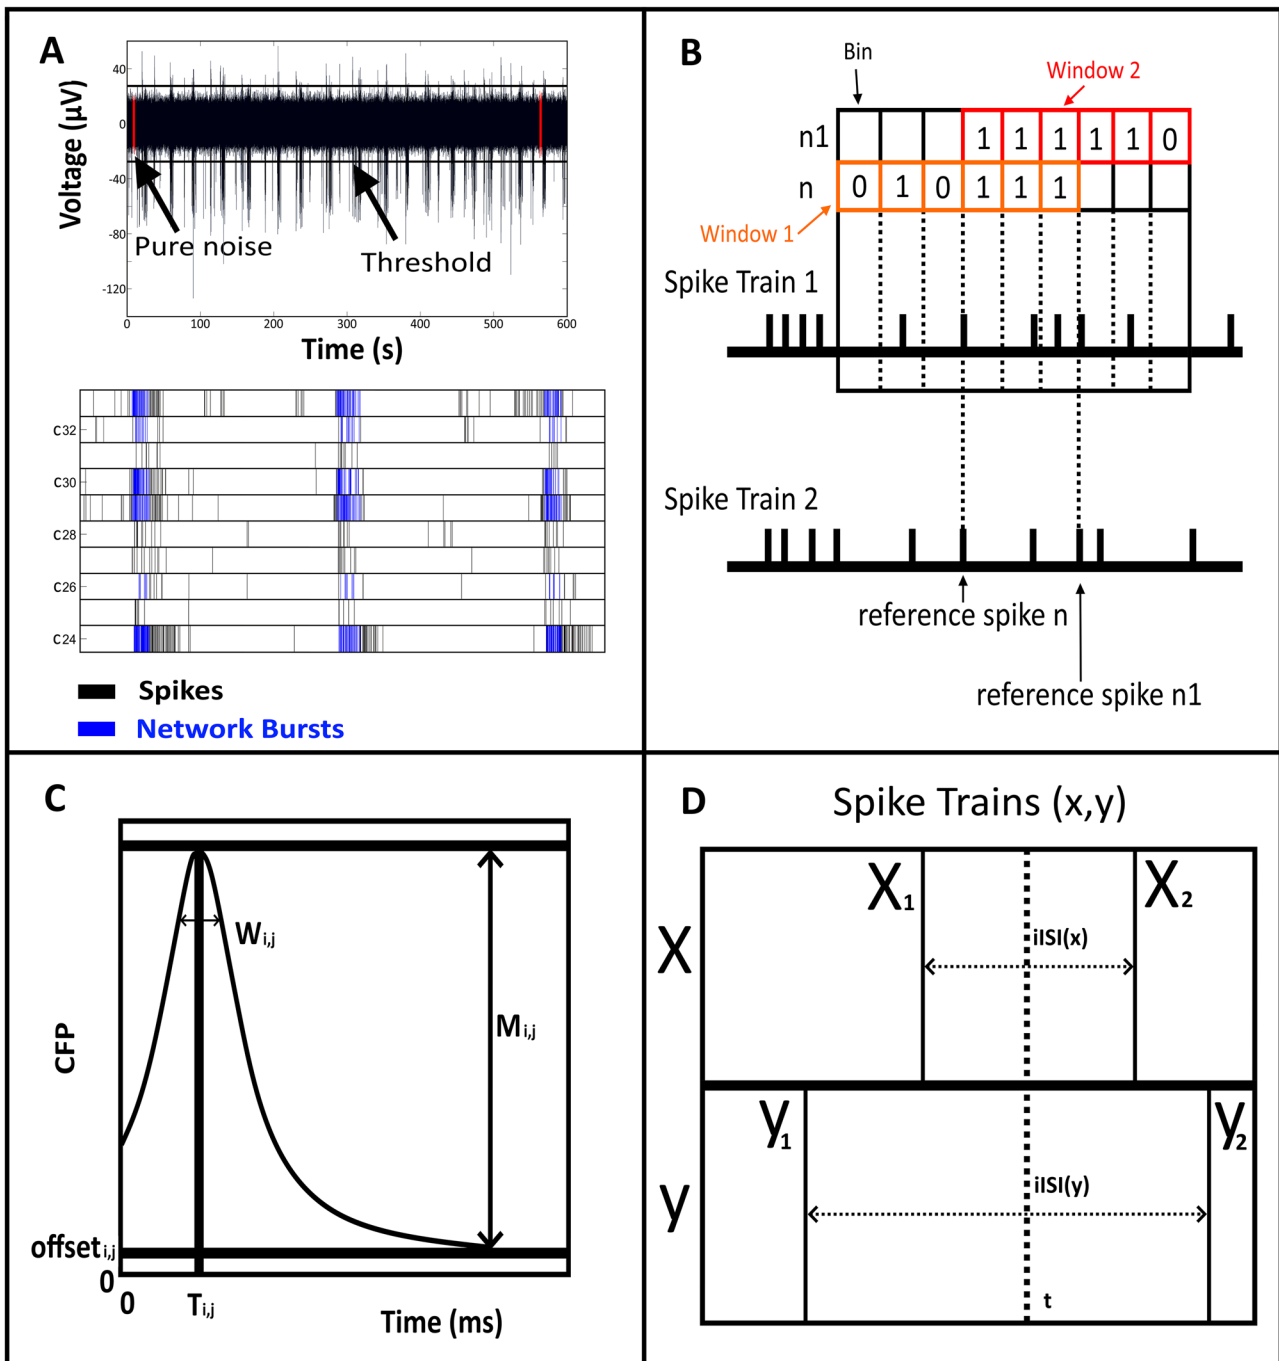 A
Voltage (µV)
40
0
-40
-80
-120
Pure noise
Threshold
0 100 200 300 400 500 600
Time (s)
c32
c30
c28
c26
c24
Spikes
Network Bursts
B
Bin
Window 2
n1 1 1 1 1 1 0
n 0 1 0 1 1 1
Window 1
Spike Train 1
Spike Train 2
reference spike n
reference spike n1
C
CFP
Wi,j
Mi,j
offseti,j
0
0
Ti,j
Time (ms)
D
Spike Trains (x,y)
X
X1
X2
iISI(x)
y
y1
y2
iISI(y)
t